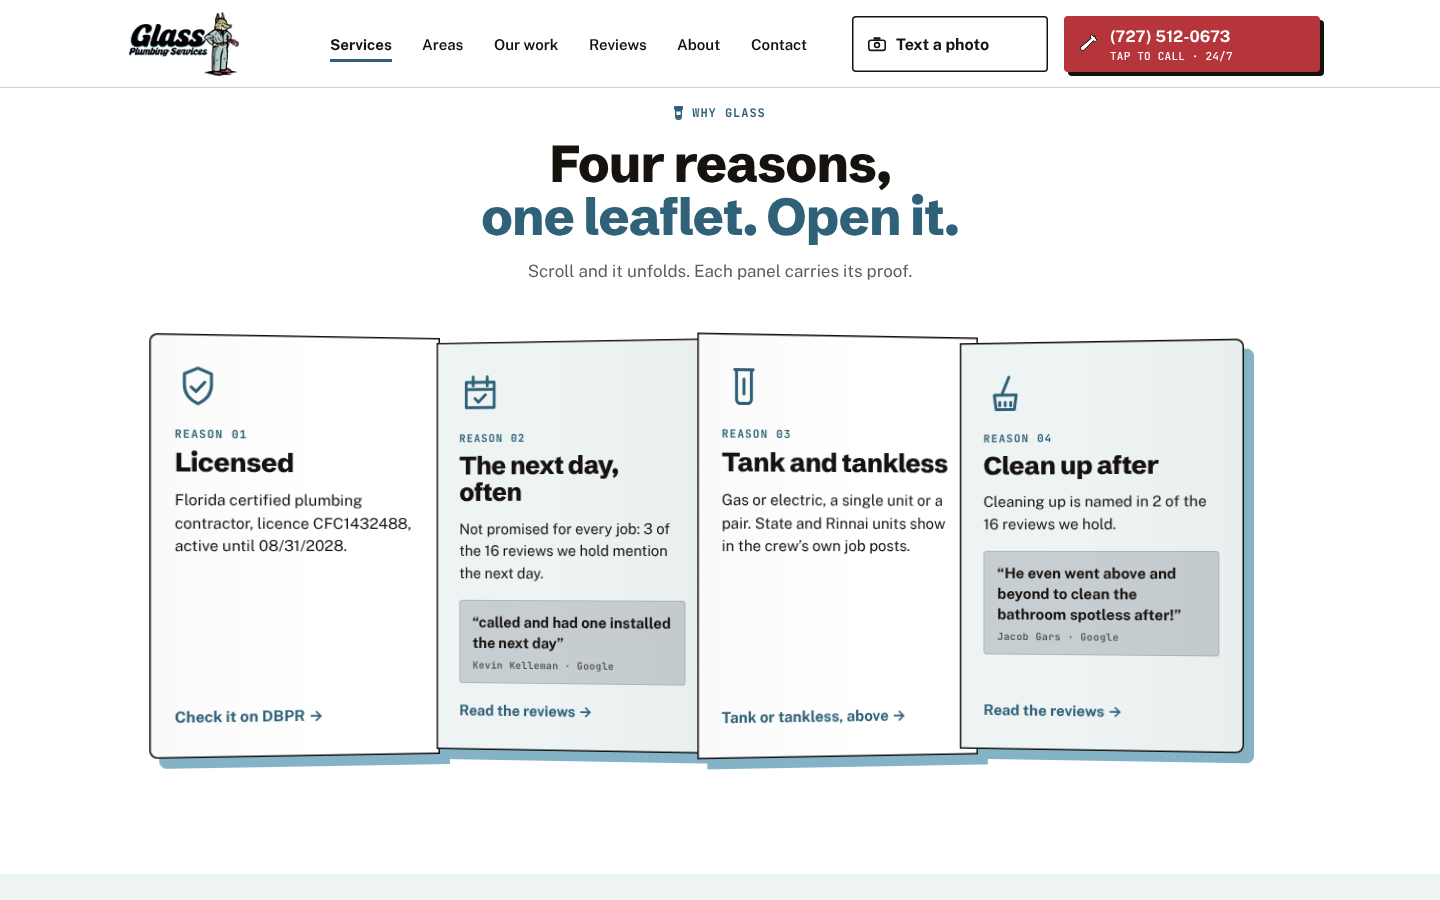 Glass
Plumbing Services
Services
Areas
Our work
Reviews
About
Contact
Text a photo
(727) 512-0673
TAP TO CALL · 24/7
WHY GLASS
Four reasons,
one leaflet. Open it.
Scroll and it unfolds. Each panel carries its proof.
REASON 01
Licensed
Florida certified plumbing
contractor, licence CFC1432488,
active until 08/31/2028.
Check it on DBPR →
REASON 02
The next day,
often
Not promised for every job: 3 of
the 16 reviews we hold mention
the next day.
“called and had one installed
the next day”
Kevin Kelleman · Google
Read the reviews →
REASON 03
Tank and tankless
Gas or electric, a single unit or a
pair. State and Rinnai units show
in the crew’s own job posts.
Tank or tankless, above →
REASON 04
Clean up after
Cleaning up is named in 2 of the
16 reviews we hold.
“He even went above and
beyond to clean the
bathroom spotless after!”
Jacob Gars · Google
Read the reviews →